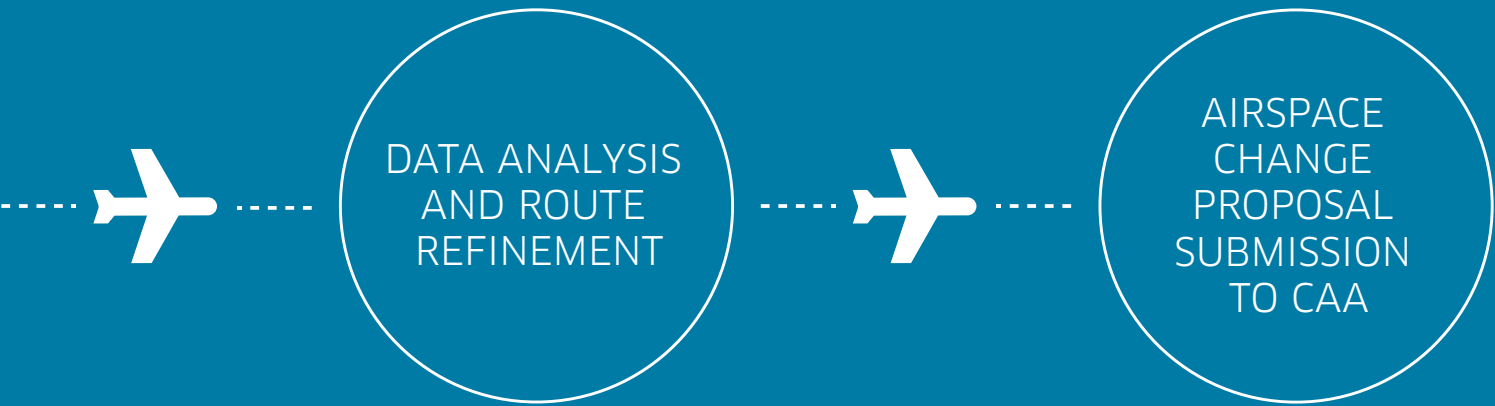 DATA ANALYSIS
AND ROUTE
REFINEMENT
AIRSPACE
CHANGE
PROPOSAL
SUBMISSION
TO CAA